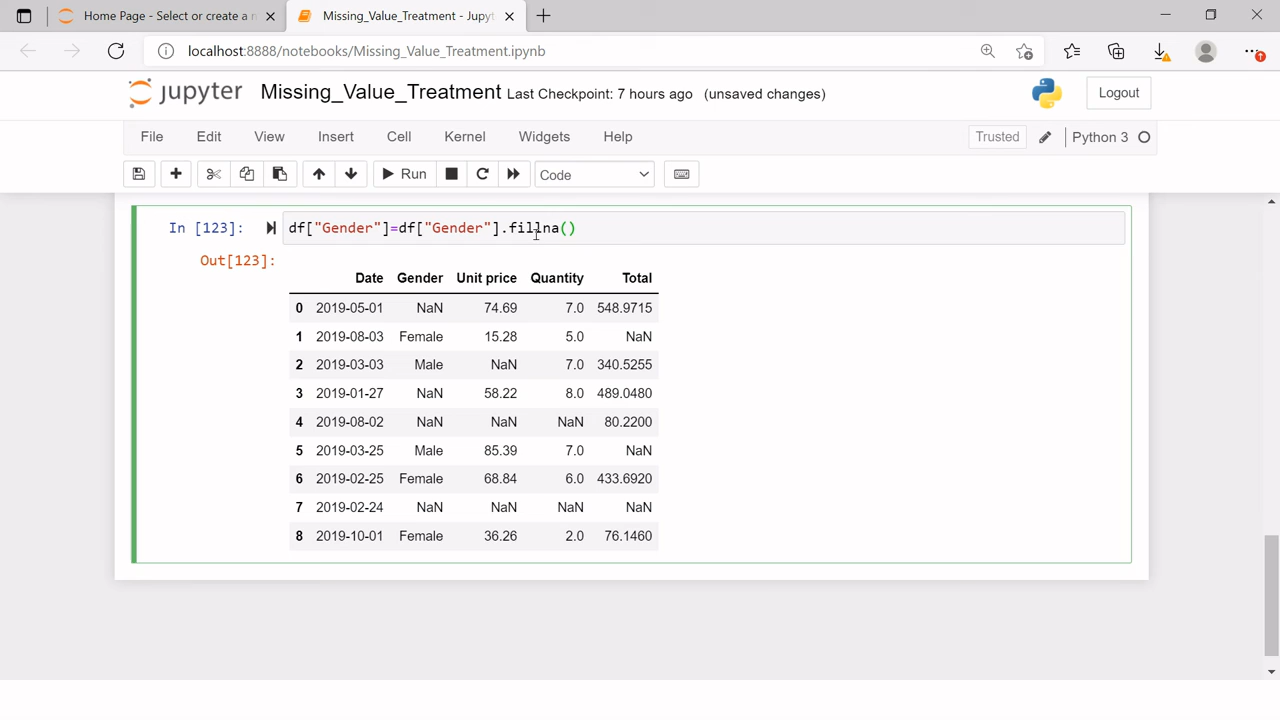 Home Page - Select or create a n
Missing_Value_Treatment - Jupyt
localhost:8888/notebooks/Missing_Value_Treatment.ipynb
jupyter Missing_Value_Treatment Last Checkpoint: 7 hours ago (unsaved changes) Logout
File Edit View Insert Cell Kernel Widgets Help Trusted Python 3
Run Code
In [123]: df["Gender"]=df["Gender"].fillna()
Out[123]:
Date Gender Unit price Quantity Total
0 2019-05-01 NaN 74.69 7.0 548.9715
1 2019-08-03 Female 15.28 5.0 NaN
2 2019-03-03 Male NaN 7.0 340.5255
3 2019-01-27 NaN 58.22 8.0 489.0480
4 2019-08-02 NaN NaN NaN 80.2200
5 2019-03-25 Male 85.39 7.0 NaN
6 2019-02-25 Female 68.84 6.0 433.6920
7 2019-02-24 NaN NaN NaN NaN
8 2019-10-01 Female 36.26 2.0 76.1460